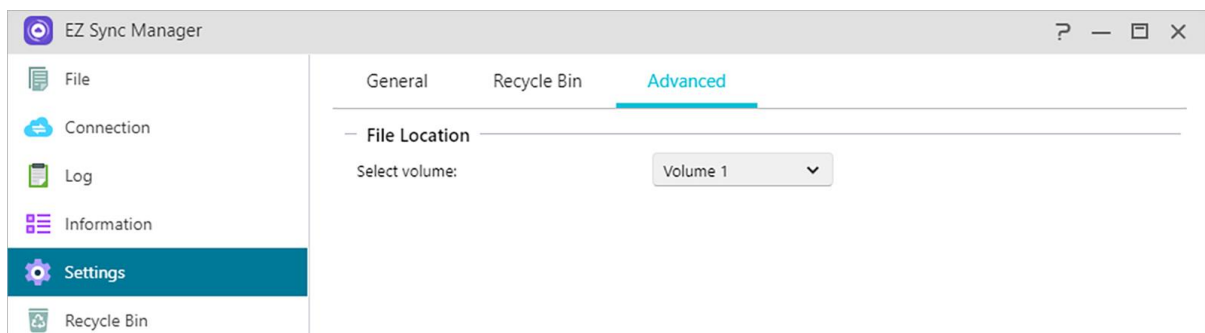 EZ Sync Manager
File
Connection
Log
Information
Settings
Recycle Bin
General Recycle Bin Advanced
File Location
Select volume: Volume 1